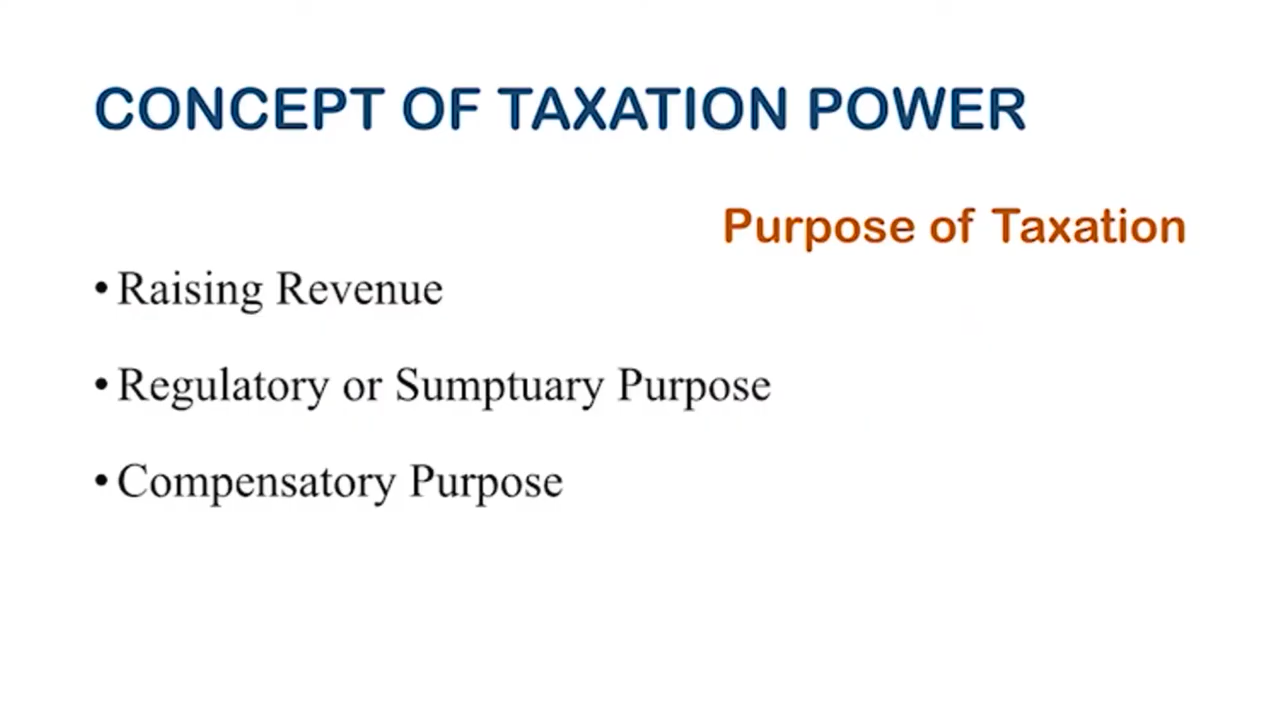 CONCEPT OF TAXATION POWER
Purpose of Taxation
• Raising Revenue
• Regulatory or Sumptuary Purpose
• Compensatory Purpose